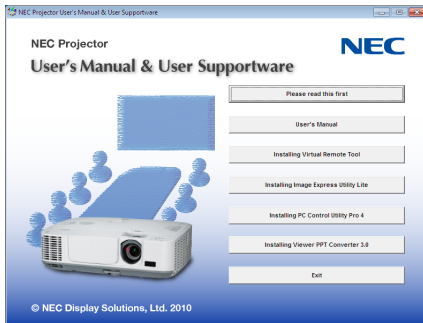 NEC Projector User's Manual & User Supportware
NEC Projector
NEC
User's Manual & User Supportware
Please read this first
User's Manual
Installing Virtual Remote Tool
Installing Image Express Utility Lite
Installing PC Control Utility Pro 4
Installing Viewer PPT Converter 3.0
Exit
© NEC Display Solutions, Ltd. 2010